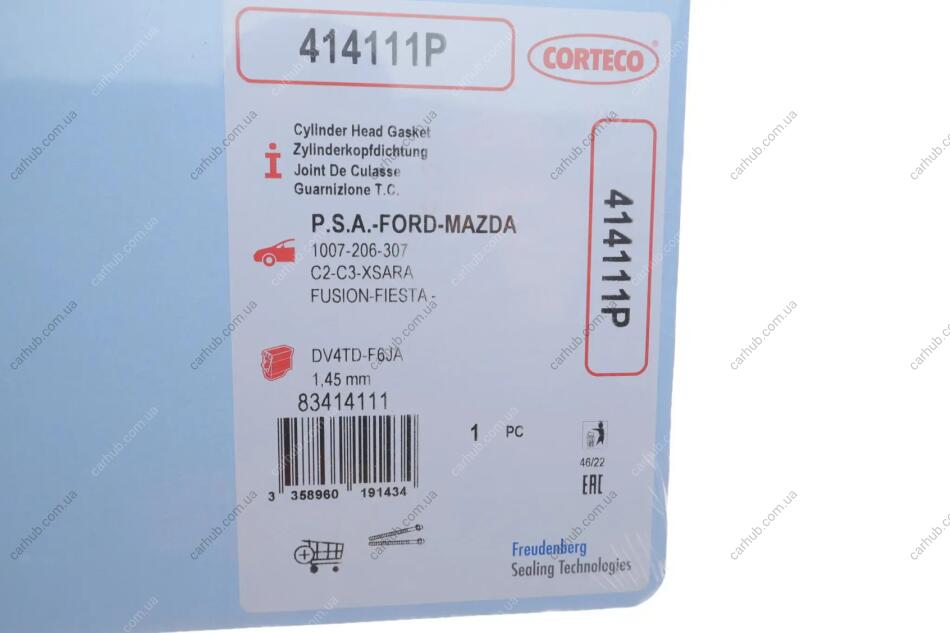 414111P
CORTECO
Cylinder Head Gasket
Zylinderkopfdichtung
Joint De Culasse
Guarnizione T.C.
P.S.A.-FORD-MAZDA
1007-206-307
C2-C3-XSARA
FUSION-FIESTA -
414111P
DV4TD-F6JA
1,45 mm
83414111
3 358960 191434
1 PC
46/22
EAC
Freudenberg
Sealing Technologies
carhub.com.ua